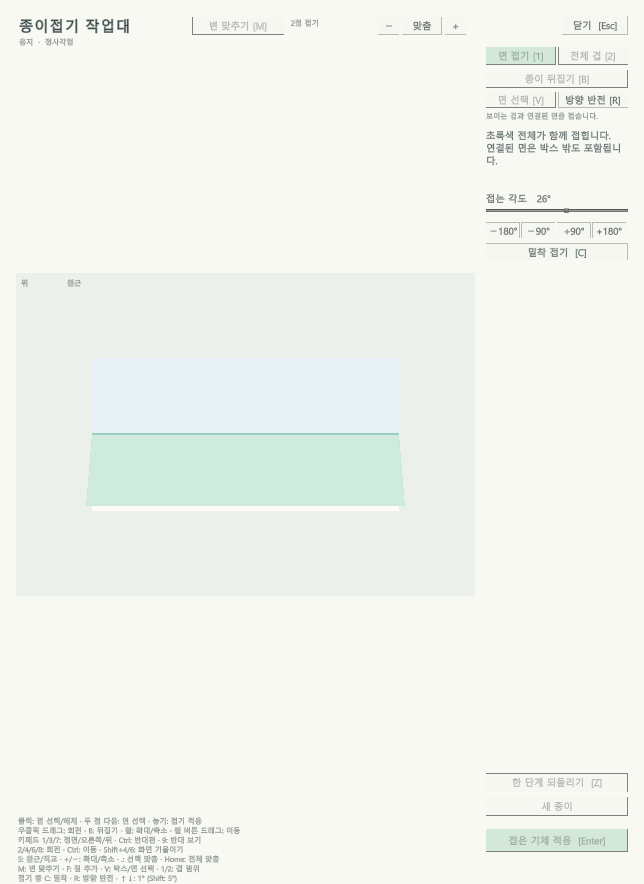 종이접기 작업대
용지 · 정사각형
변 맞추기 [M]
2점 접기
− 맞춤 +
닫기 [Esc]
면 접기 [1] 전체 겹 [2]
종이 뒤집기 [B]
면 선택 [V] 방향 반전 [R]
보이는 겹과 연결된 면을 접습니다.
초록색 전체가 함께 접힙니다.
연결된 면은 박스 밖도 포함됩니
다.
접는 각도 26°
−180° −90° +90° +180°
밀착 접기 [C]
위 원근
한 단계 되돌리기 [Z]
새 종이
접은 기체 적용 [Enter]
클릭: 점 선택/해제 · 두 점 다음: 면 선택 · 놓기: 접기 적용
우클릭 드래그: 회전 · B: 뒤집기 · 휠: 확대/축소 · 휠 버튼 드래그: 이동
키패드 1/3/7: 정면/오른쪽/위 · Ctrl: 반대편 · 9: 반대 보기
2/4/6/8: 회전 · Ctrl: 이동 · Shift+4/6: 화면 기울이기
5: 원근/직교 · +/−: 확대/축소 · .: 선택 맞춤 · Home: 전체 맞춤
M: 변 맞추기 · F: 점 추가 · V: 박스/면 선택 · 1/2: 겹 범위
접기 중 C: 밀착 · R: 방향 반전 · ↑↓: 1° (Shift: 5°)